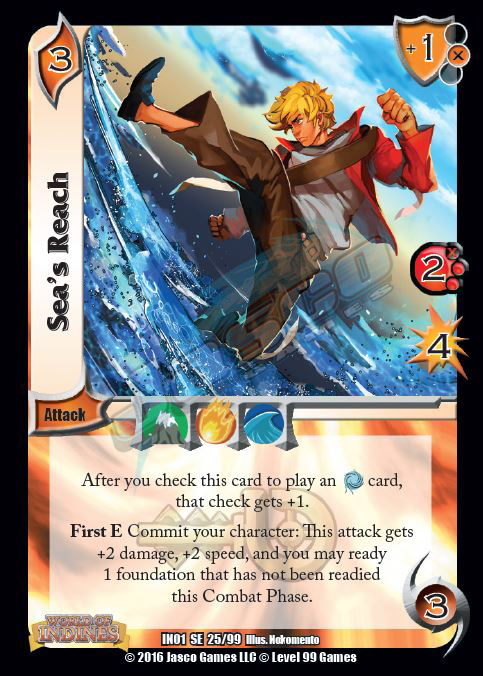 3
+1
Sea's Reach
2
4
Attack
After you check this card to play an card,
that check gets +1.
First E Commit your character: This attack gets
+2 damage, +2 speed, and you may ready
1 foundation that has not been readied
this Combat Phase.
3
WORLD OF
INDINES
IN01 SE 25/99 Illus. Nokomento
© 2016 Jasco Games LLC © Level 99 Games